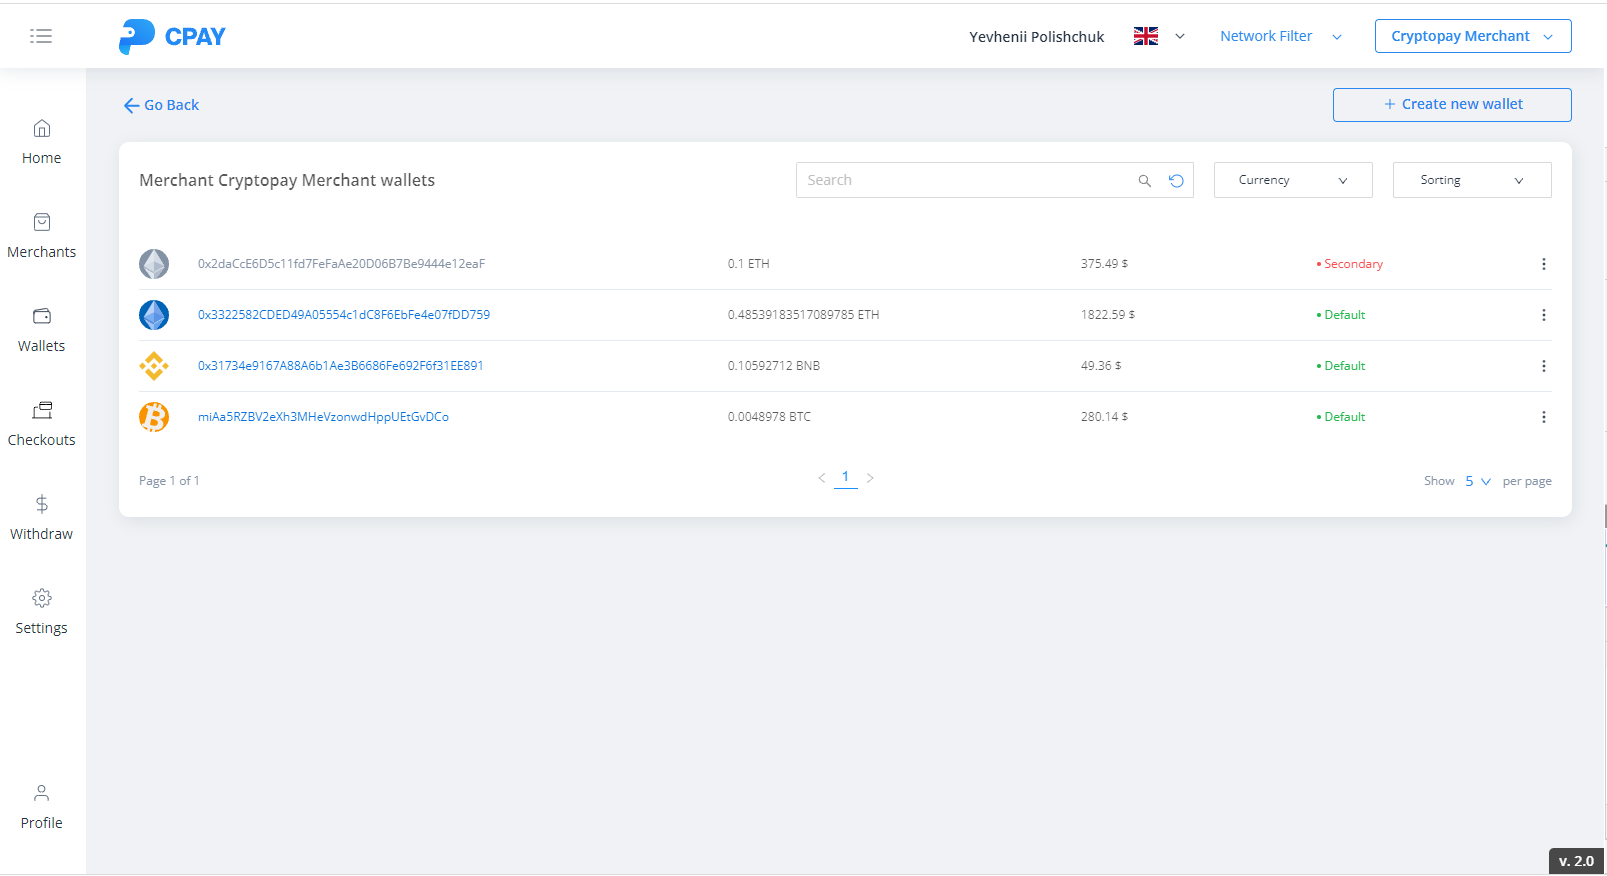 CPAY
Yevhenii Polishchuk
Network Filter
Cryptopay Merchant
Go Back
+ Create new wallet
Home
Merchants
Wallets
Checkouts
Withdraw
Settings
Profile
Merchant Cryptopay Merchant wallets
Search
Currency
Sorting
0x2daCcE6D5c11fd7FeFaAe20D06B7Be9444e12eaF 0.1 ETH 375.49 $ Secondary
0x3322582CDED49A05554c1dC8F6EbFe4e07fDD759 0.48539183517089785 ETH 1822.59 $ Default
0x31734e9167A88A6b1Ae3B6686Fe692F6f31EE891 0.10592712 BNB 49.36 $ Default
miAa5RZBV2eXh3MHeVzonwdHppUEtGvDCo 0.0048978 BTC 280.14 $ Default
Page 1 of 1
1
Show 5 per page
v. 2.0